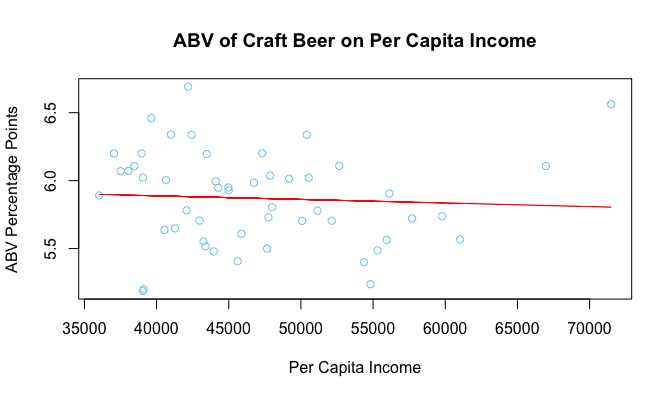 ABV of Craft Beer on Per Capita Income
ABV Percentage Points
6.5
6.0
5.5
35000 40000 45000 50000 55000 60000 65000 70000
Per Capita Income